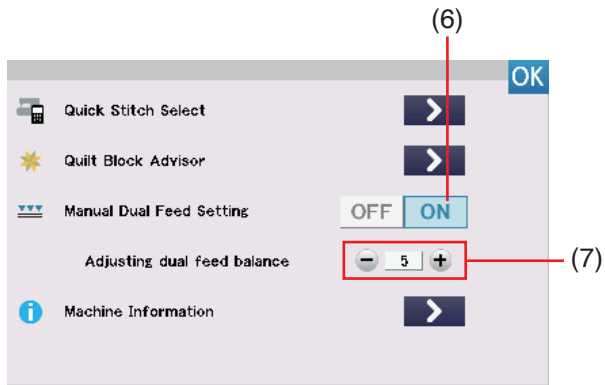 (6)
OK
Quick Stitch Select
Quilt Block Advisor
Manual Dual Feed Setting OFF ON
Adjusting dual feed balance 5 (7)
Machine Information